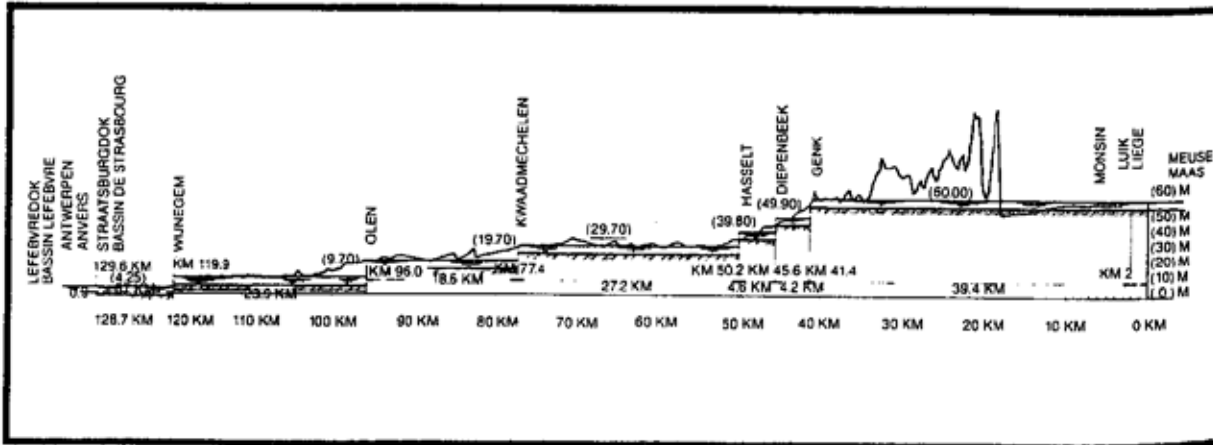 LEFEBVREDOK
BASSIN LEFEBVRE
ANTWERPEN
ANVERS
STRAATSBURGDOK
BASSIN DE STRASBOURG
WIJNEGEM
OLEN
KWAADMECHELEN
HASSELT
DIEPENBEEK
GENK
MONSIN
LUIK
LIEGE
MEUSE
MAAS
(60) M
(50) M
(40) M
(30) M
(20) M
(10) M
(0) M
(60.00)
(49.90)
(39.80)
(29.70)
(19.70)
(9.70)
(4.25)
129.6 KM
KM 119.9
KM 96.0
KM 77.4
KM 50.2 KM 45.6 KM 41.4
KM 2
0.9
23.9 KM
18.6 KM
27.2 KM
4.6 KM
4.2 KM
39.4 KM
128.7 KM 120 KM 110 KM 100 KM 90 KM 80 KM 70 KM 60 KM 50 KM 40 KM 30 KM 20 KM 10 KM 0 KM